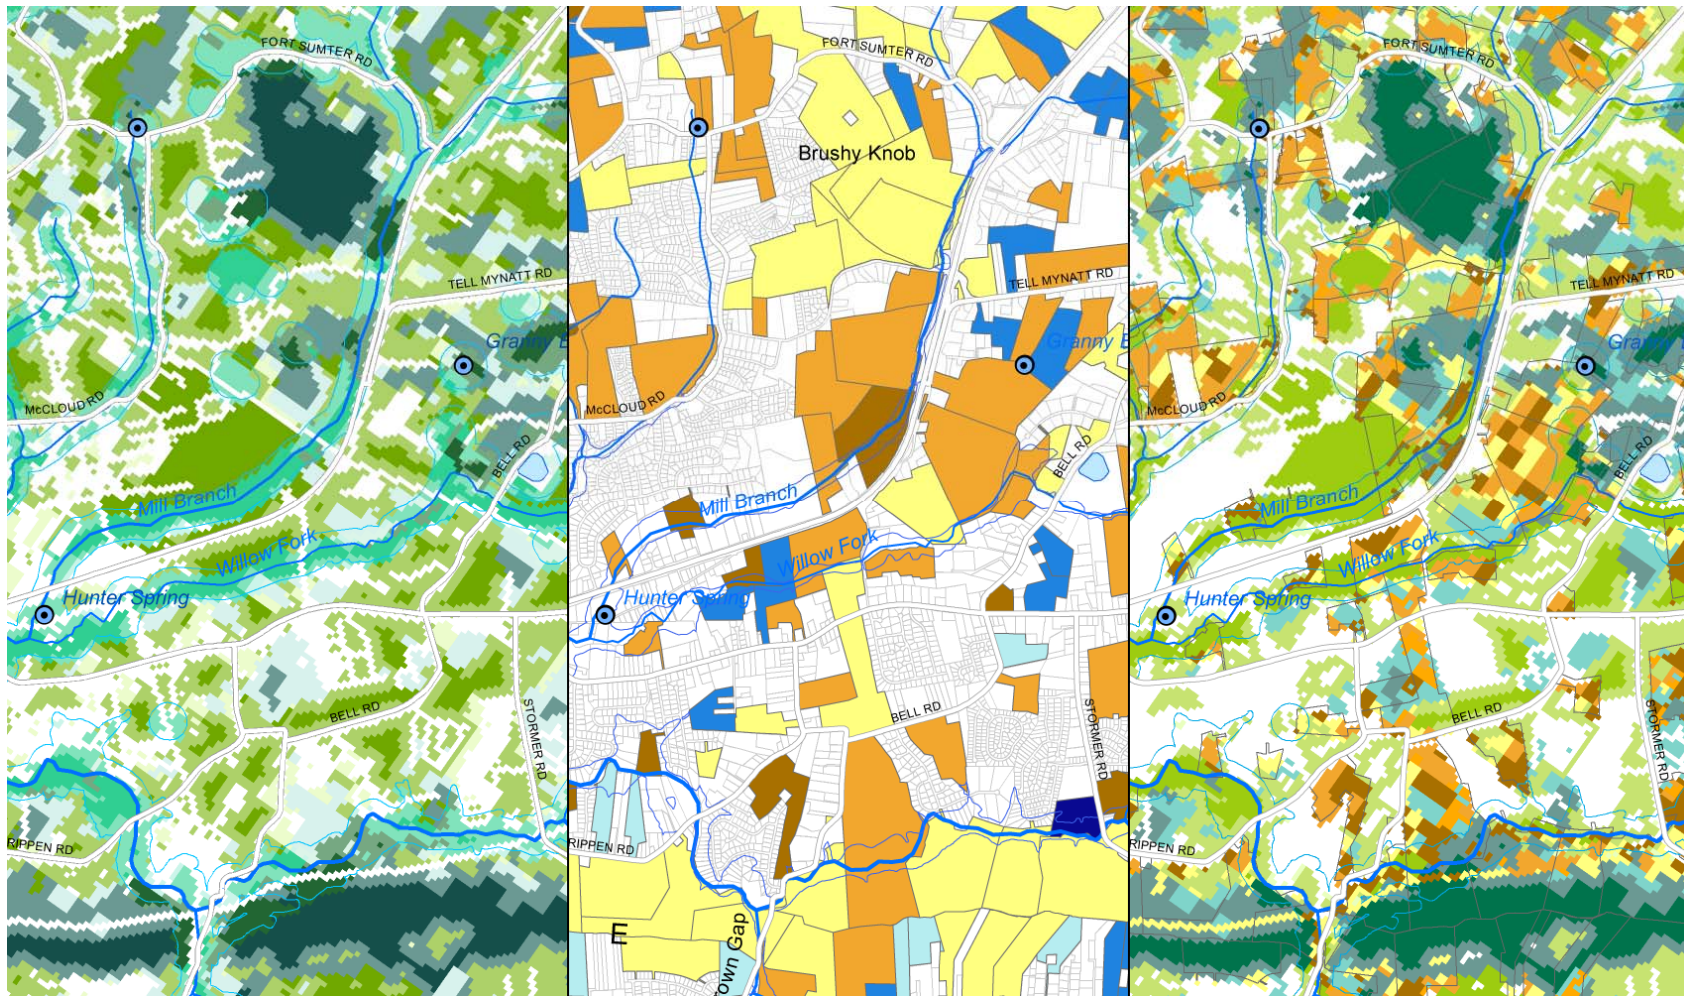 FORT SUMTER RD
TELL MYNATT RD
Granny
McCLOUD RD
BELL RD
Mill Branch
Willow Fork
Hunter Spring
BELL RD
STORMER RD
RIPPEN RD
FORT SUMTER RD
Brushy Knob
TELL MYNATT RD
Granny
McCLOUD RD
BELL RD
Mill Branch
Willow Fork
Hunter Spring
BELL RD
STORMER RD
RIPPEN RD
E
own Gap
FORT SUMTER RD
TELL MYNATT RD
Granny
McCLOUD RD
BELL RD
Mill Branch
Willow Fork
Hunter Spring
BELL RD
STORMER RD
RIPPEN RD